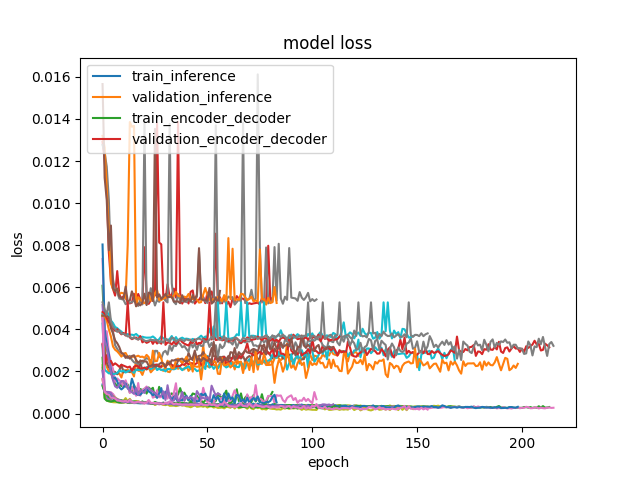 model loss
train_inference
validation_inference
train_encoder_decoder
validation_encoder_decoder
0.016
0.014
0.012
0.010
0.008
0.006
0.004
0.002
0.000
loss
0
50
100
150
200
epoch